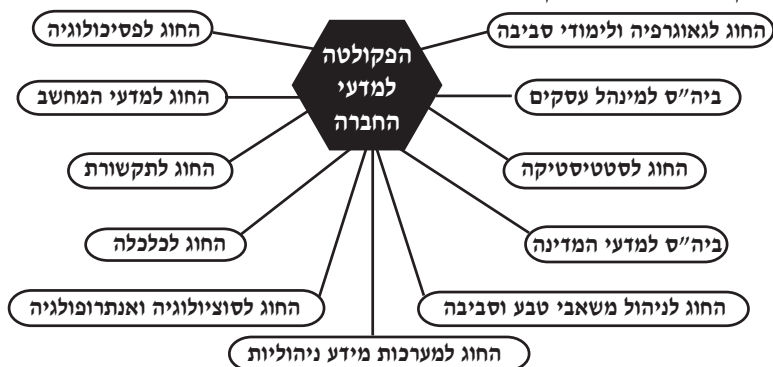 הפקולטה
למדעי
החברה
החוג לגאוגרפיה ולימודי סביבה
החוג לפסיכולוגיה
ביה״ס למינהל עסקים
החוג למדעי המחשב
החוג לסטטיסטיקה
החוג לתקשורת
ביה״ס למדעי המדינה
החוג לכלכלה
החוג לניהול משאבי טבע וסביבה
החוג לסוציולוגיה ואנתרופולגיה
החוג למערכות מידע ניהוליות